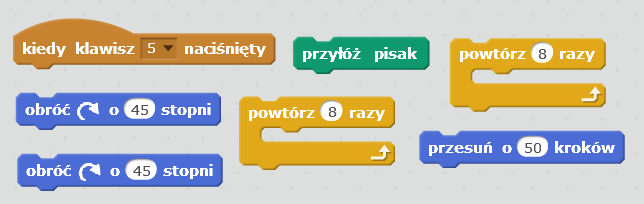 kiedy klawisz 5 naciśnięty
przyłóż pisak
powtórz 8 razy
obróć o 45 stopni
powtórz 8 razy
przesuń o 50 kroków
obróć o 45 stopni